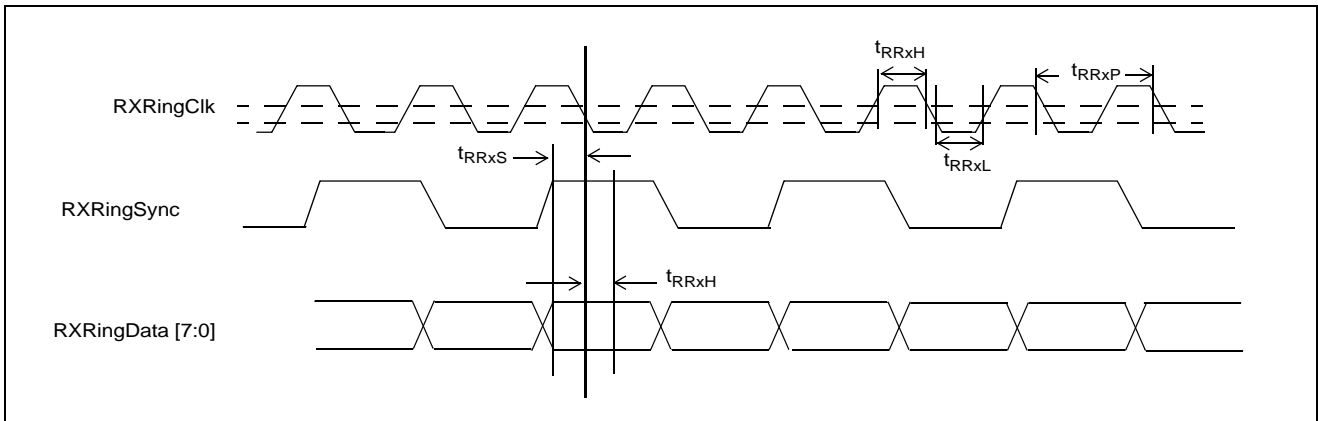 tRRxH
tRRxP
RXRingClk
tRRxS
tRRxL
RXRingSync
tRRxH
RXRingData [7:0]